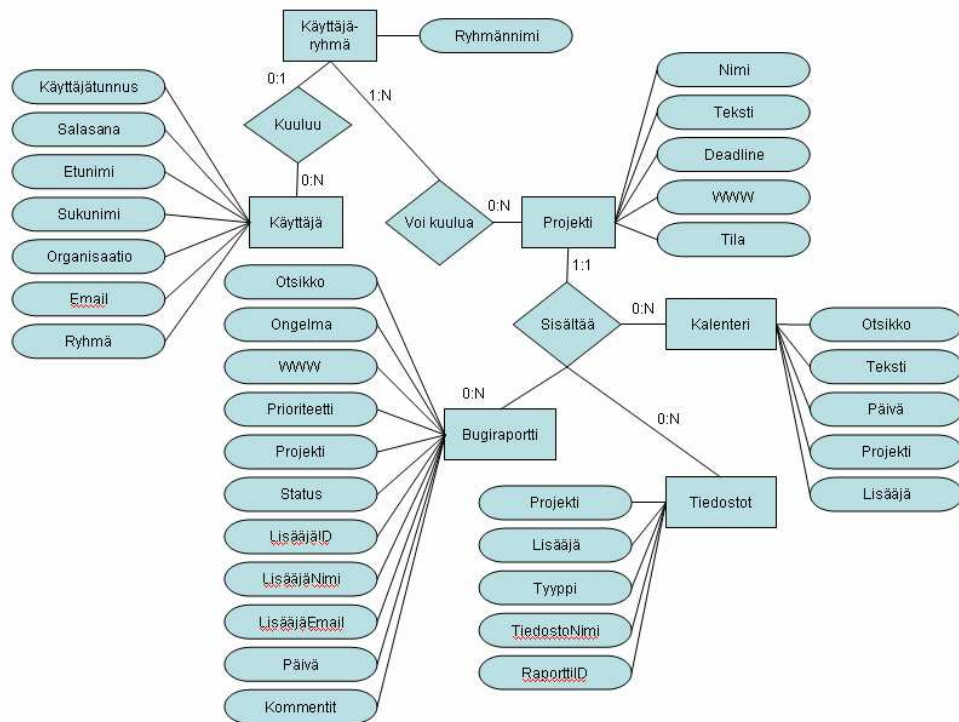 Käyttäjä-
ryhmä
Ryhmännimi
0:1
1:N
Kuuluu
0:N
Käyttäjätunnus
Salasana
Etunimi
Sukunimi
Organisaatio
Email
Ryhmä
Käyttäjä
Voi kuulua
0:N
Projekti
Nimi
Teksti
Deadline
WWW
Tila
1:1
Sisältää
0:N
Kalenteri
Otsikko
Teksti
Päivä
Projekti
Lisääjä
0:N
0:N
Otsikko
Ongelma
WWW
Prioriteetti
Projekti
Status
LisääjäID
LisääjäNimi
LisääjäEmail
Päivä
Kommentit
Bugiraportti
Tiedostot
Projekti
Lisääjä
Tyyppi
TiedostoNimi
RaporttiID